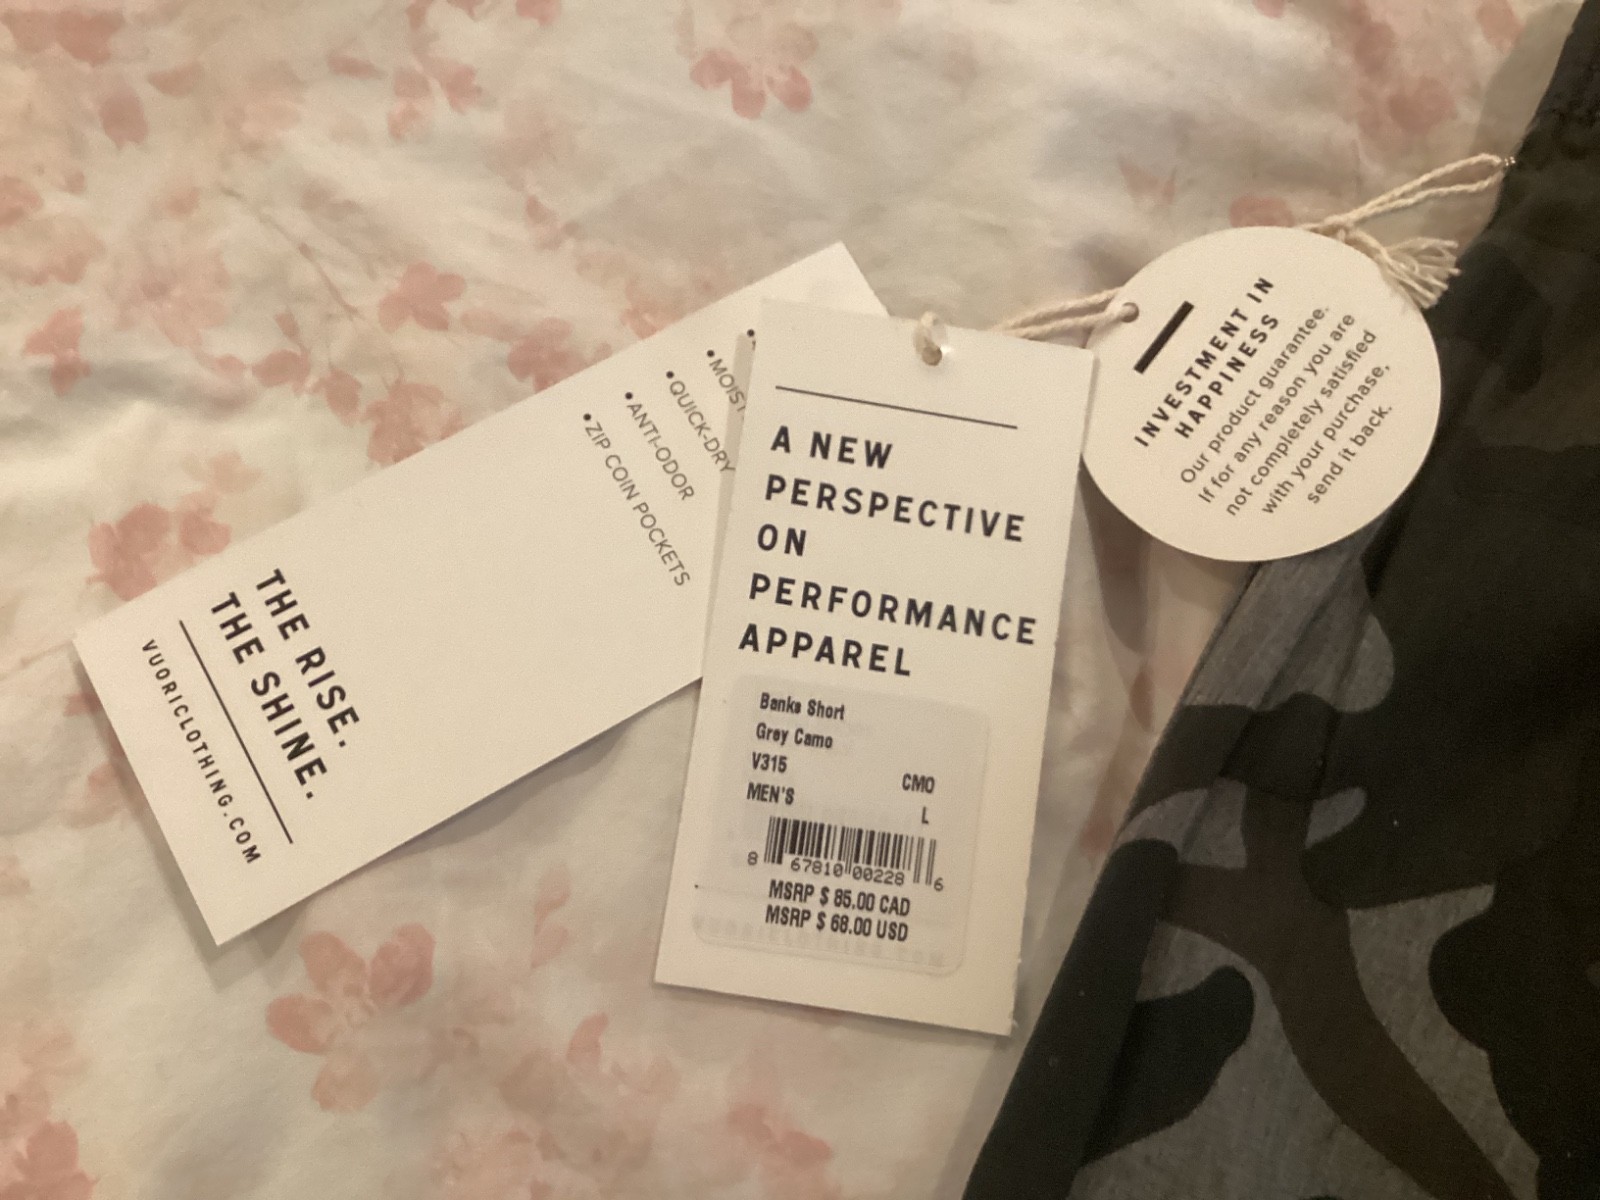 •MOIST
•QUICK-DRY
•ANTI-ODOR
•ZIP COIN POCKETS
THE RISE.
THE SHINE.
VUORICLOTHING.COM
A NEW
PERSPECTIVE
ON
PERFORMANCE
APPAREL
Banks Short
Grey Camo
V315 CMO
MEN'S L
8 67810 00228 6
MSRP $ 85.00 CAD
MSRP $ 68.00 USD
INVESTMENT IN
HAPPINESS
Our product guarantee.
If for any reason you are
not completely satisfied
with your purchase,
send it back.